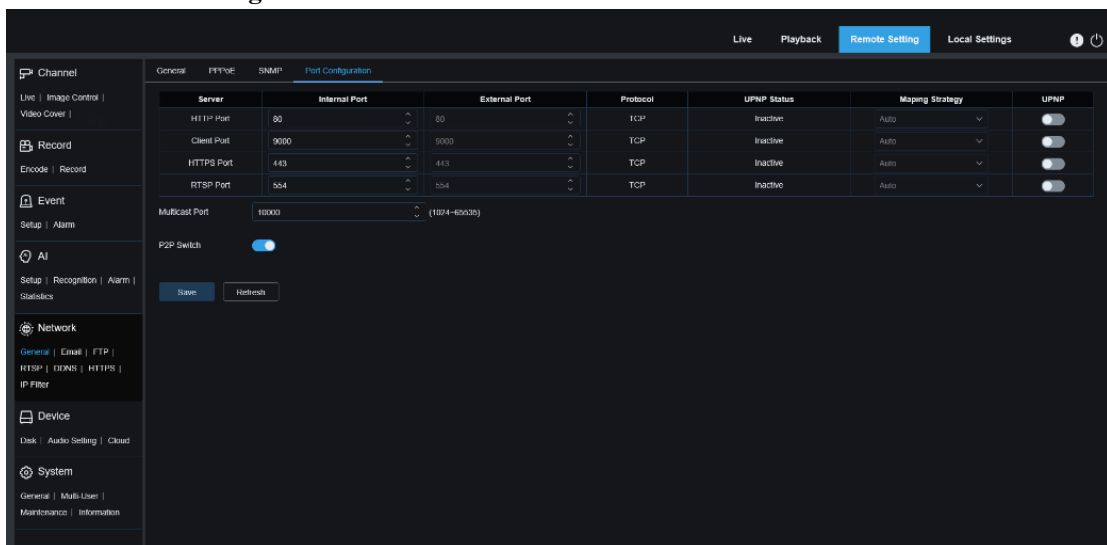 Live Playback Remote Setting Local Settings
Channel
Live | Image Control |
Video Cover |
Record
Encode | Record
Event
Setup | Alarm
AI
Setup | Recognition | Alarm |
Statistics
Network
General | Email | FTP |
RTSP | DDNS | HTTPS |
IP Filter
Device
Disk | Audio Setting | Cloud
System
General | Multi-User |
Maintenance | Information
General PPPoE SNMP Port Configuration
Server Internal Port External Port Protocol UPNP Status Maping Strategy UPNP
HTTP Port 80 80 TCP Inactive Auto
Client Port 9000 9000 TCP Inactive Auto
HTTPS Port 443 443 TCP Inactive Auto
RTSP Port 554 554 TCP Inactive Auto
Multicast Port 10000 (1024~65535)
P2P Switch
Save Refresh